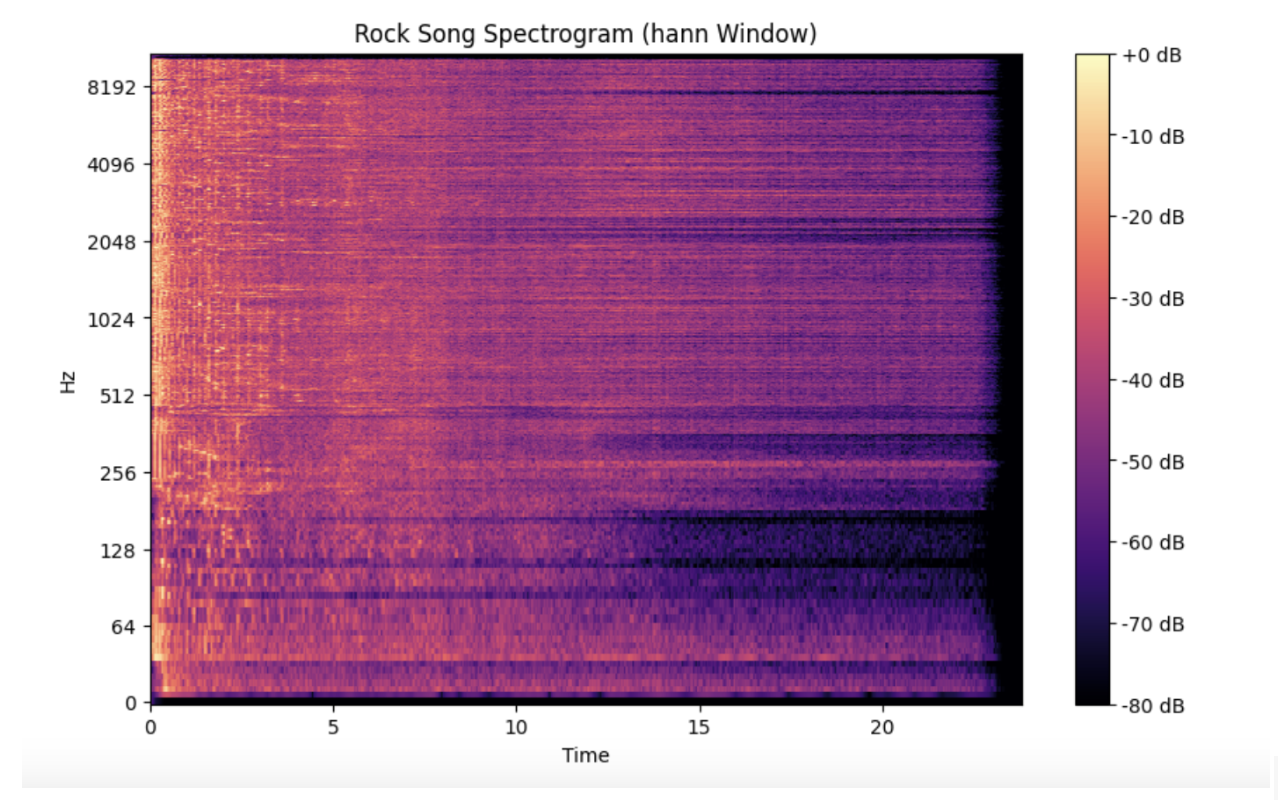 Rock Song Spectrogram (hann Window)
8192
4096
2048
1024
512
256
128
64
0
Hz
0 5 10 15 20
Time
+0 dB
-10 dB
-20 dB
-30 dB
-40 dB
-50 dB
-60 dB
-70 dB
-80 dB